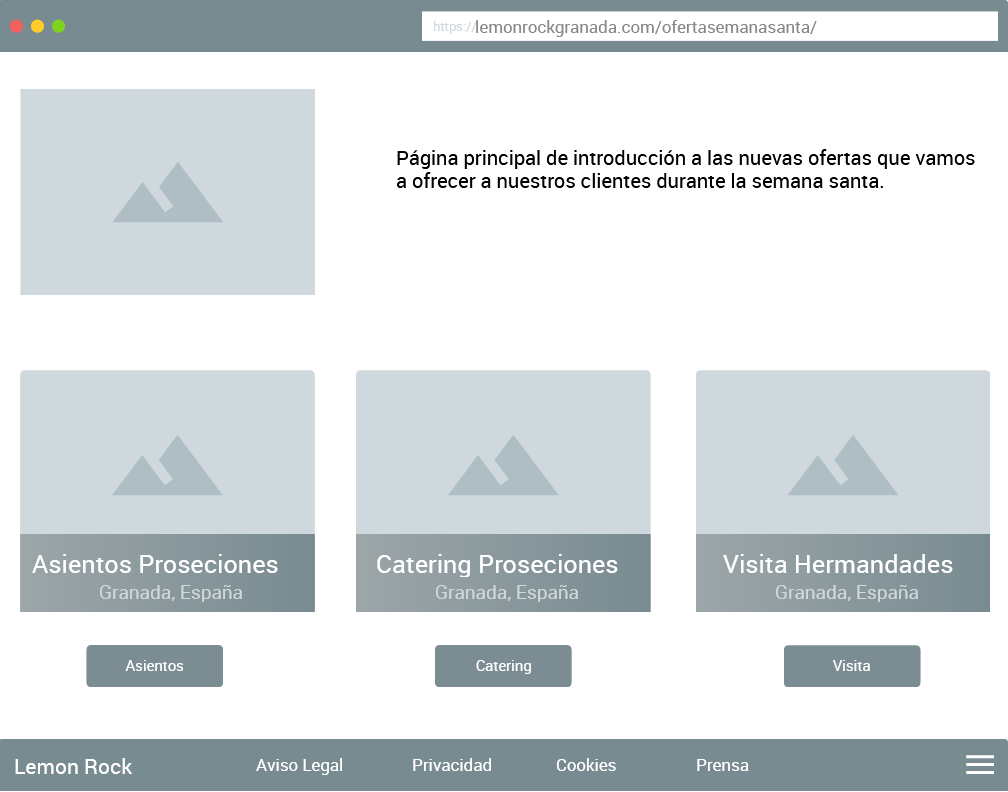 https://lemonrockgranada.com/ofertasemanasanta/
Página principal de introducción a las nuevas ofertas que vamos
a ofrecer a nuestros clientes durante la semana santa.
Asientos Proseciones
Granada, España
Catering Proseciones
Granada, España
Visita Hermandades
Granada, España
Asientos
Catering
Visita
Lemon Rock
Aviso Legal
Privacidad
Cookies
Prensa